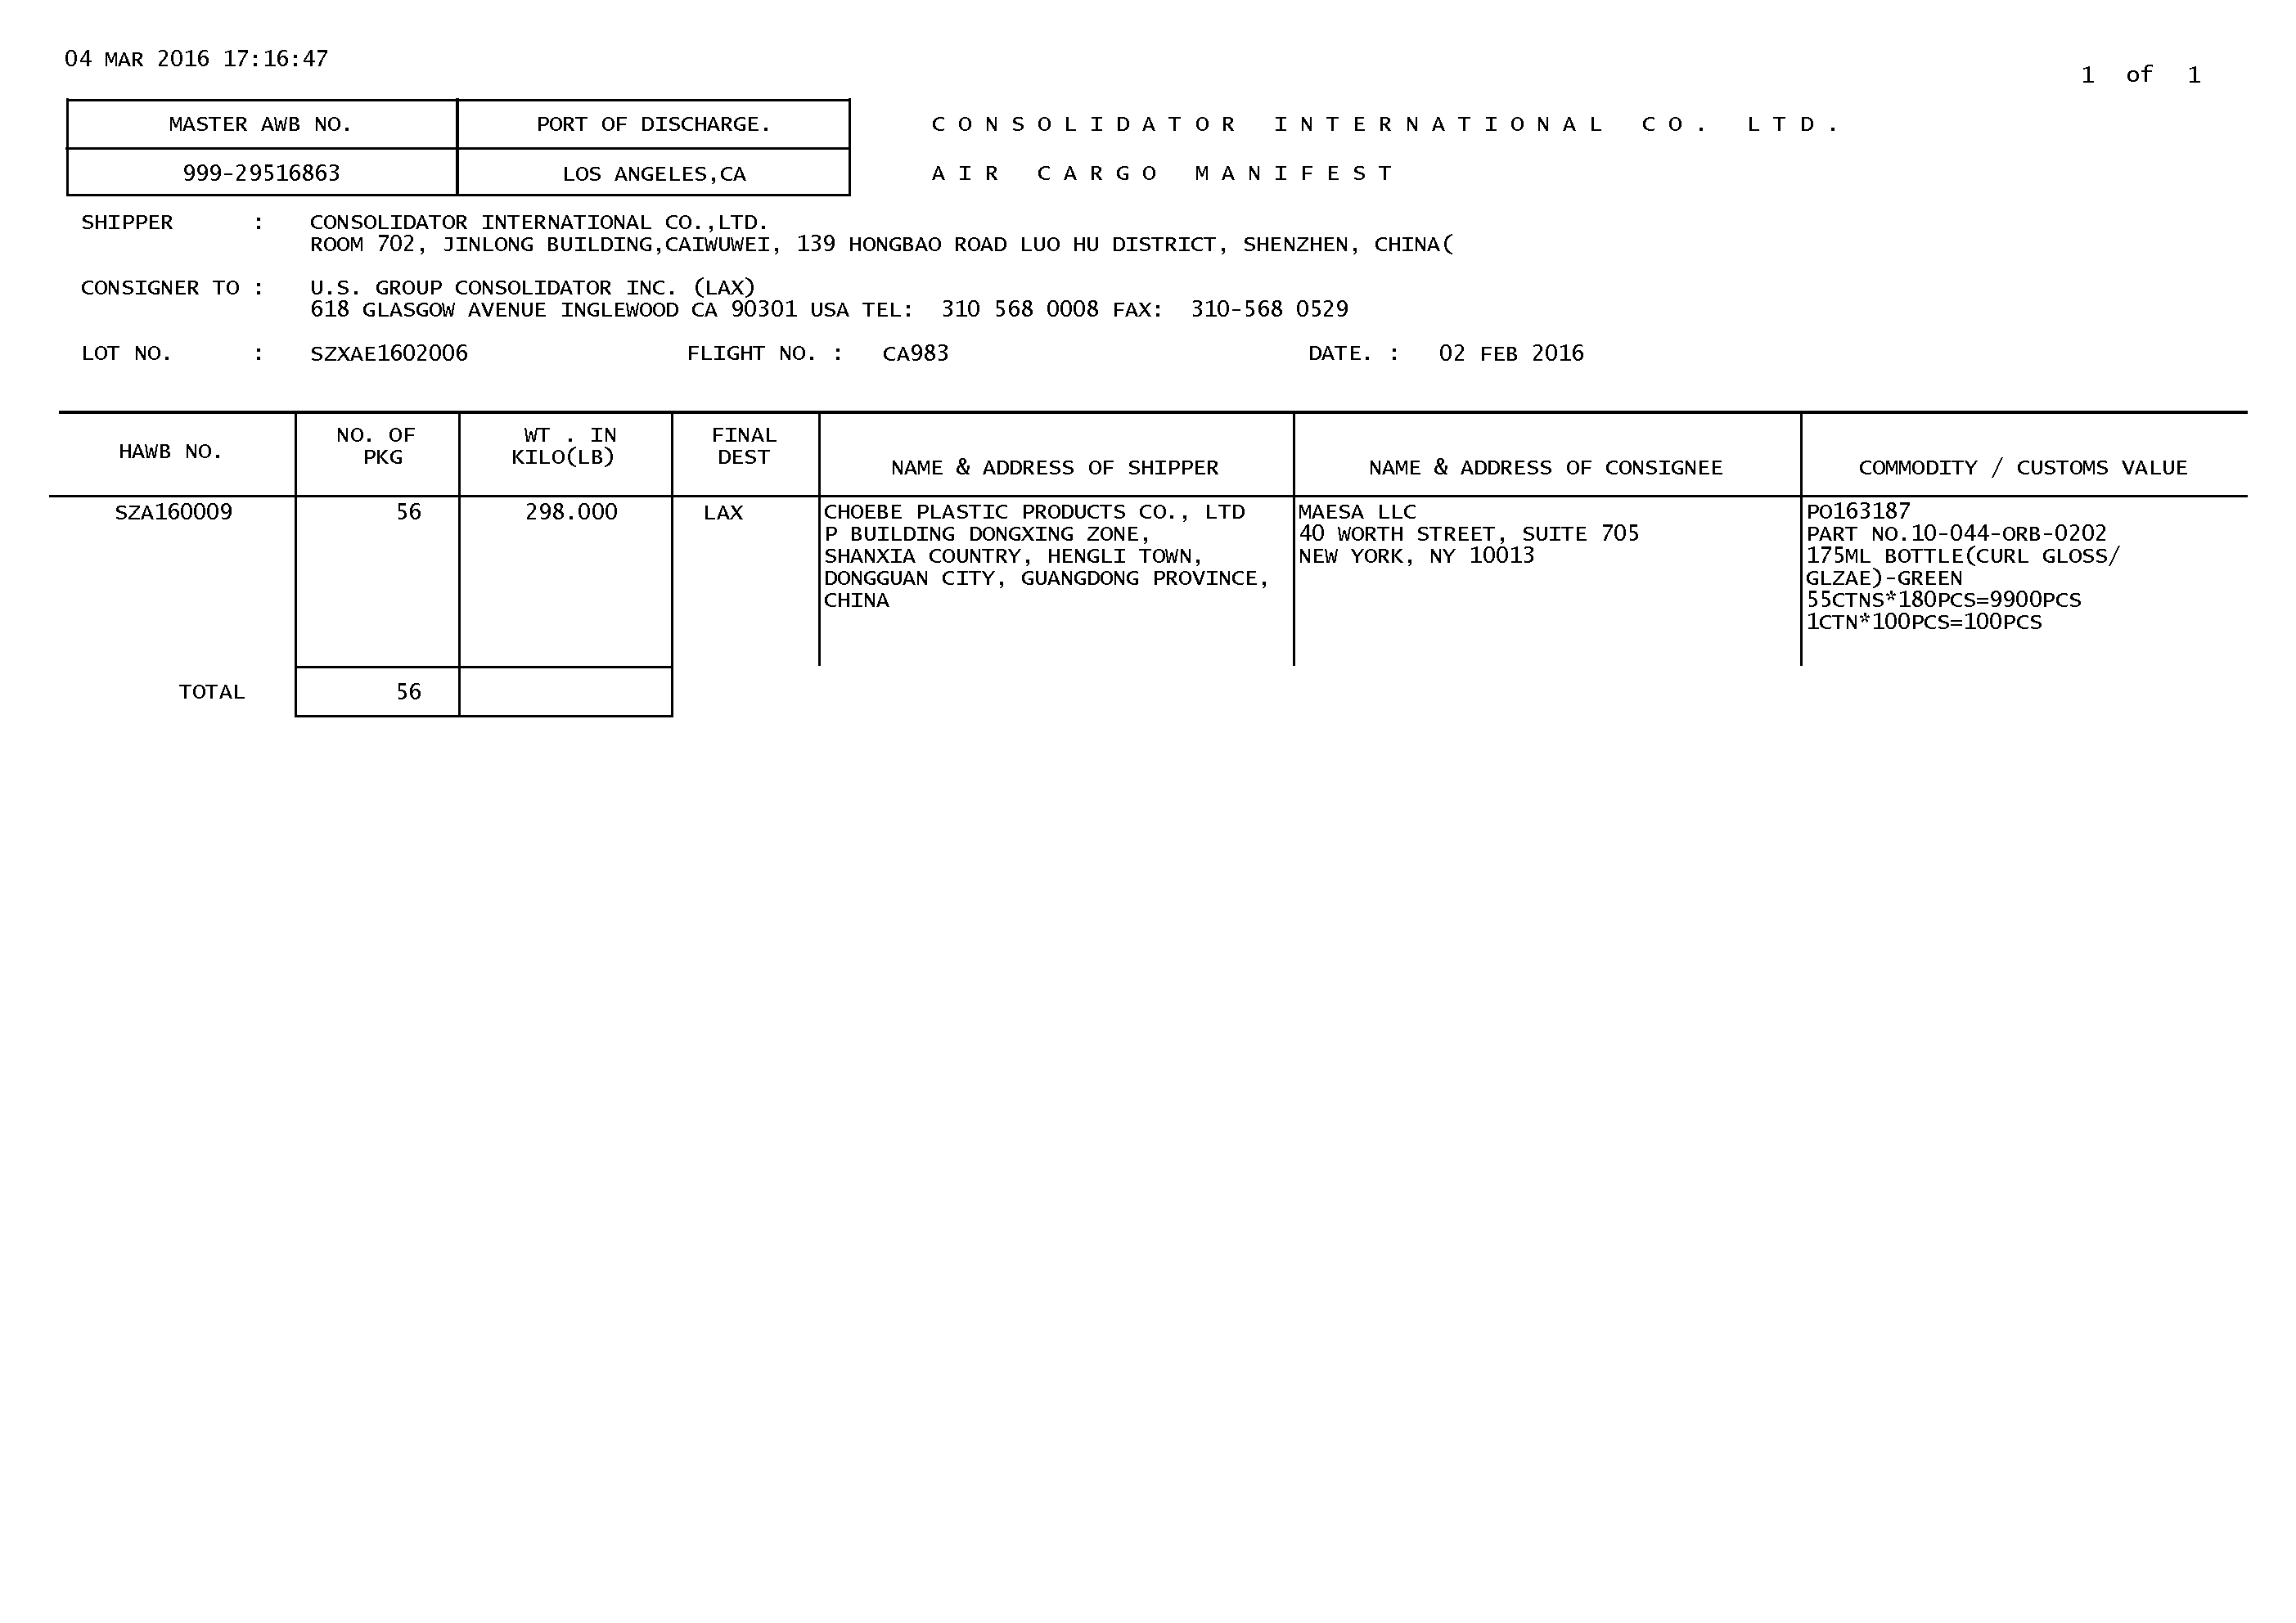 04 MAR 2016 17:16:47
1 of 1
MASTER AWB NO. PORT OF DISCHARGE. CONSOLIDATOR INTERNATIONAL CO. LTD.
999-29516863 LOS ANGELES,CA AIR CARGO MANIFEST
SHIPPER : CONSOLIDATOR INTERNATIONAL CO.,LTD.
ROOM 702, JINLONG BUILDING,CAIWUWEI, 139 HONGBAO ROAD LUO HU DISTRICT, SHENZHEN, CHINA(
CONSIGNER TO : U.S. GROUP CONSOLIDATOR INC. (LAX)
618 GLASGOW AVENUE INGLEWOOD CA 90301 USA TEL: 310 568 0008 FAX: 310-568 0529
LOT NO. : SZXAE1602006 FLIGHT NO. : CA983 DATE. : 02 FEB 2016
HAWB NO.
NO. OF
PKG
WT . IN
KILO(LB)
FINAL
DEST
NAME & ADDRESS OF SHIPPER
NAME & ADDRESS OF CONSIGNEE
COMMODITY / CUSTOMS VALUE
SZA160009
56
298.000
LAX
CHOEBE PLASTIC PRODUCTS CO., LTD
P BUILDING DONGXING ZONE,
SHANXIA COUNTRY, HENGLI TOWN,
DONGGUAN CITY, GUANGDONG PROVINCE,
CHINA
MAESA LLC
40 WORTH STREET, SUITE 705
NEW YORK, NY 10013
PO163187
PART NO.10-044-ORB-0202
175ML BOTTLE(CURL GLOSS/
GLZAE)-GREEN
55CTNS*180PCS=9900PCS
1CTN*100PCS=100PCS
TOTAL 56